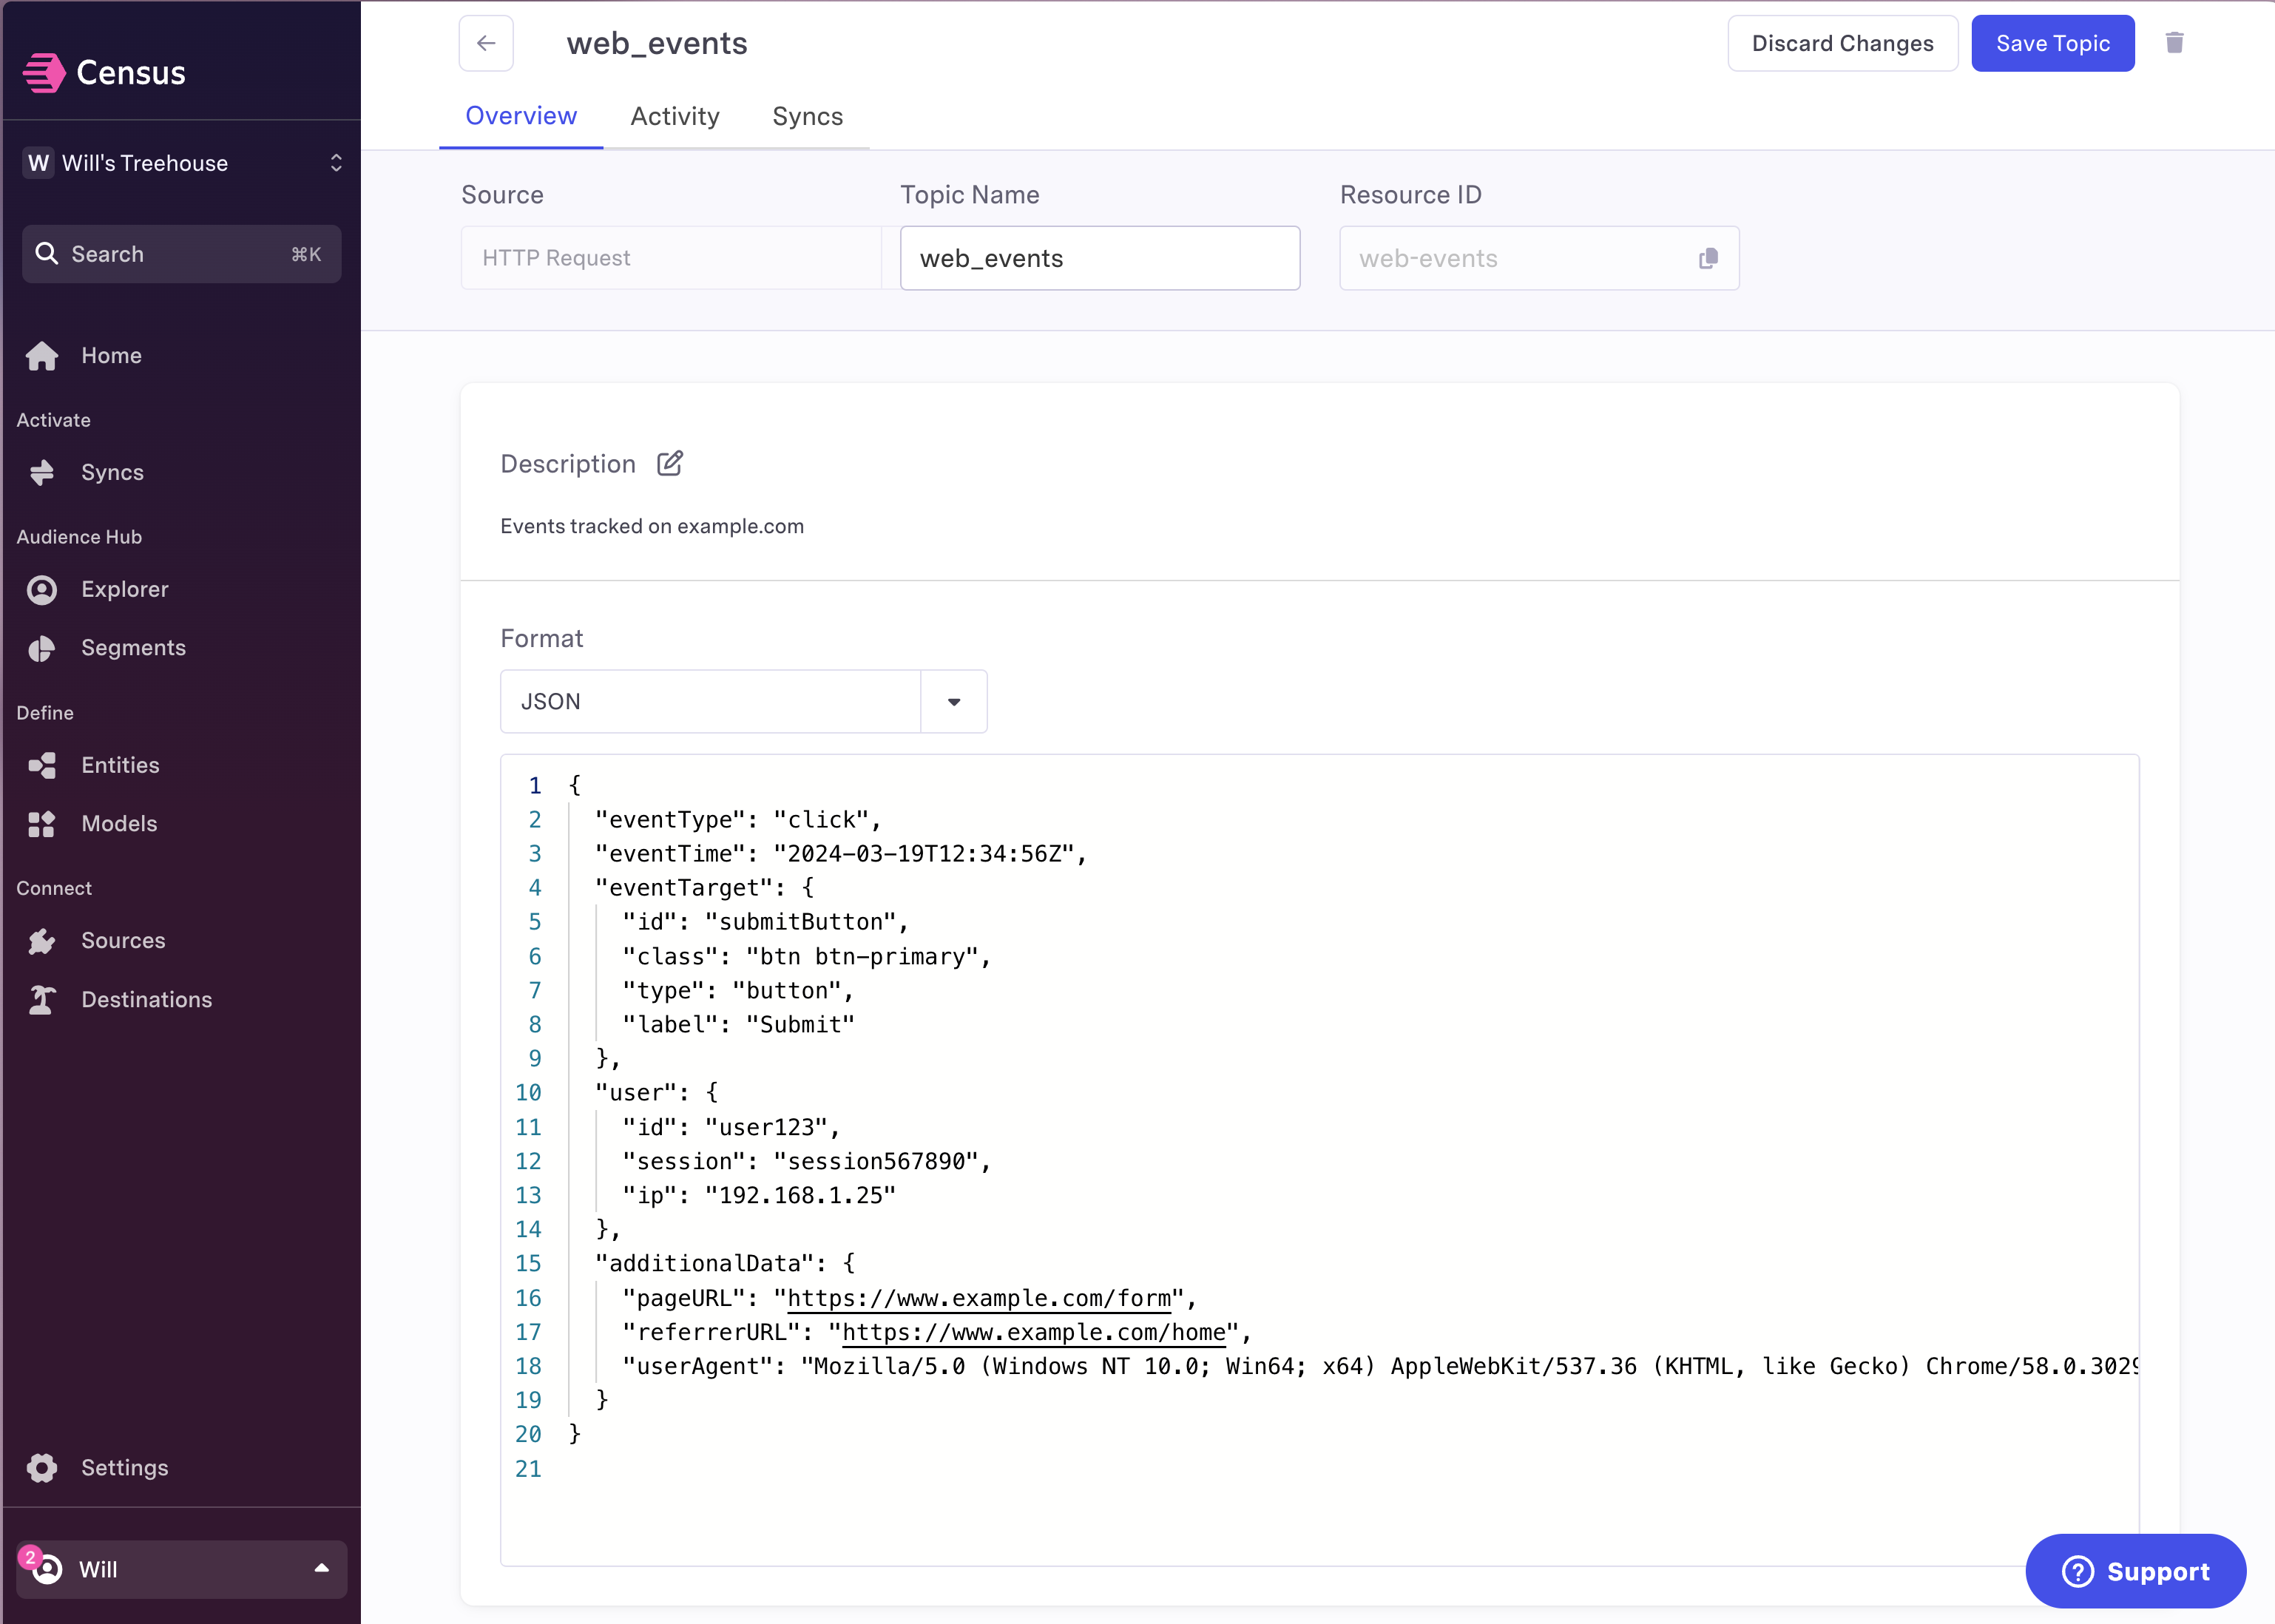 Census
W Will's Treehouse
Search ⌘K
Home
Activate
Syncs
Audience Hub
Explorer
Segments
Define
Entities
Models
Connect
Sources
Destinations
Settings
2 Will
web_events
Discard Changes
Save Topic
Overview Activity Syncs
Source Topic Name Resource ID
HTTP Request web_events web-events
Description
Events tracked on example.com
Format
JSON
1 {
2 "eventType": "click",
3 "eventTime": "2024-03-19T12:34:56Z",
4 "eventTarget": {
5 "id": "submitButton",
6 "class": "btn btn-primary",
7 "type": "button",
8 "label": "Submit"
9 },
10 "user": {
11 "id": "user123",
12 "session": "session567890",
13 "ip": "192.168.1.25"
14 },
15 "additionalData": {
16 "pageURL": "https://www.example.com/form",
17 "referrerURL": "https://www.example.com/home",
18 "userAgent": "Mozilla/5.0 (Windows NT 10.0; Win64; x64) AppleWebKit/537.36 (KHTML, like Gecko) Chrome/58.0.3029
19 }
20 }
21
? Support